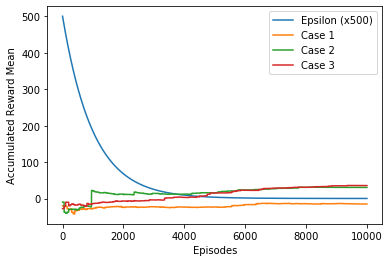 500
400
300
200
100
0
Accumulated Reward Mean
Epsilon (x500)
Case 1
Case 2
Case 3
0 2000 4000 6000 8000 10000
Episodes